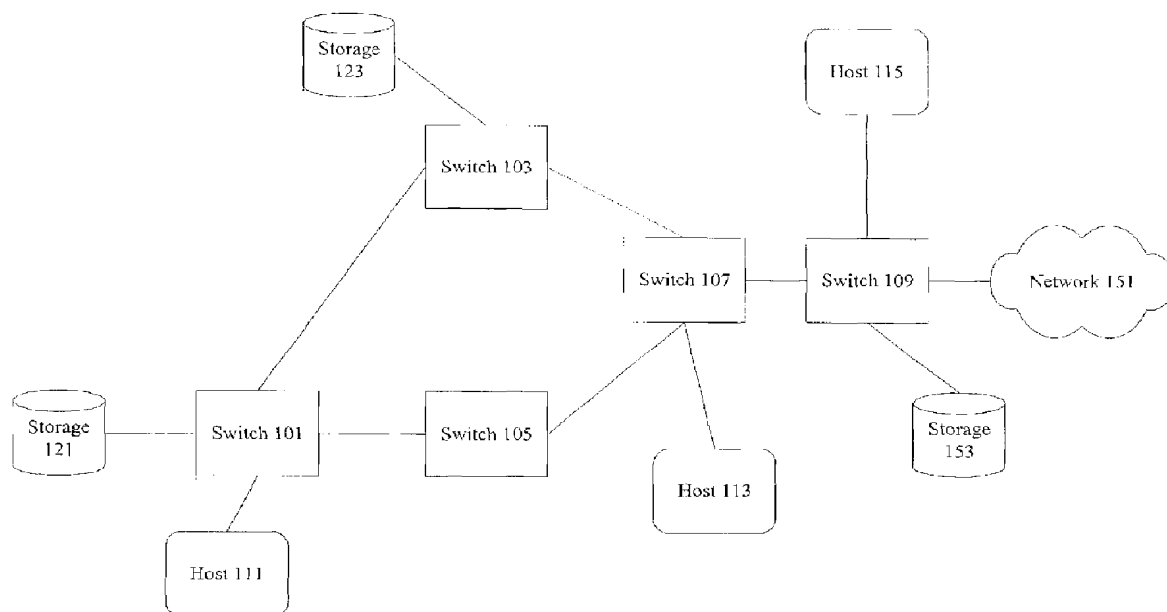 Storage
123
Host 115
Switch 103
Switch 107
Switch 109
Network 151
Storage
121
Switch 101
Switch 105
Storage
153
Host 113
Host 111